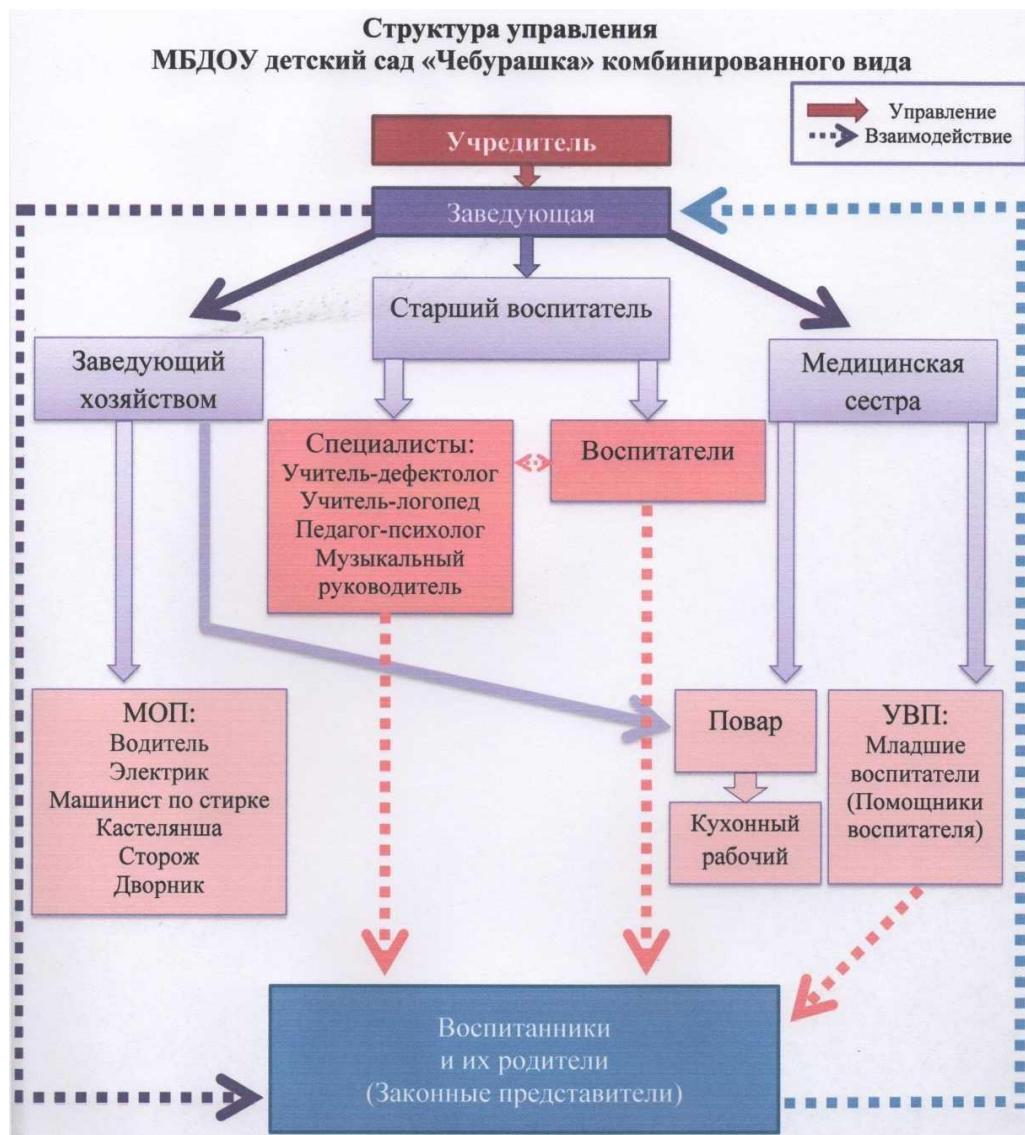 Структура управления
МБДОУ детский сад «Чебурашка» комбинированного вида
Управление
Взаимодействие
Учредитель
Заведующая
Старший воспитатель
Заведующий
хозяйством
Медицинская
сестра
Специалисты:
Учитель-дефектолог
Учитель-логопед
Педагог-психолог
Музыкальный
руководитель
Воспитатели
МОП:
Водитель
Электрик
Машинист по стирке
Кастелянша
Сторож
Дворник
Повар
Кухонный
рабочий
УВП:
Младшие
воспитатели
(Помощники
воспитателя)
Воспитанники
и их родители
(Законные представители)